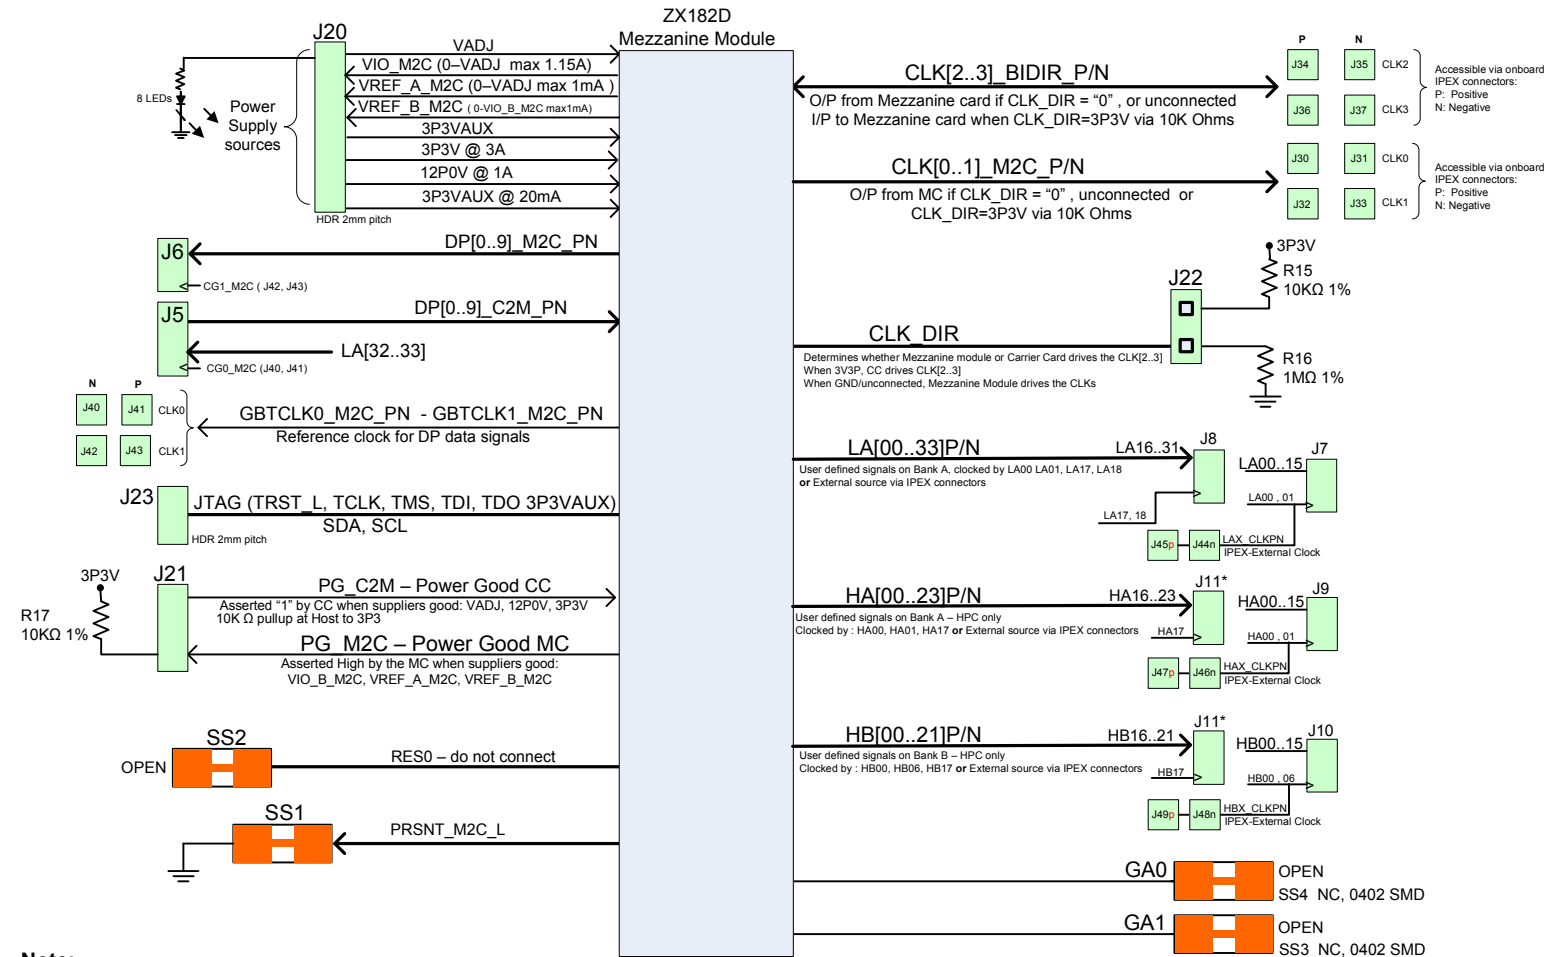 ZX182D
Mezzanine Module
J20
8 LEDs
Power
Supply
sources
VADJ
VIO_M2C (0–VADJ max 1.15A)
VREF_A_M2C (0–VADJ max 1mA )
VREF_B_M2C ( 0-VIO_B_M2C max1mA)
3P3VAUX
3P3V @ 3A
12P0V @ 1A
3P3VAUX @ 20mA
HDR 2mm pitch
J6
DP[0..9]_M2C_PN
CG1_M2C ( J42, J43)
J5
DP[0..9]_C2M_PN
LA[32..33]
CG0_M2C (J40, J41)
N P
J40 J41 CLK0
J42 J43 CLK1
GBTCLK0_M2C_PN - GBTCLK1_M2C_PN
Reference clock for DP data signals
J23
JTAG (TRST_L, TCLK, TMS, TDI, TDO 3P3VAUX)
SDA, SCL
HDR 2mm pitch
3P3V
J21
R17
10KΩ 1%
PG_C2M – Power Good CC
Asserted “1” by CC when suppliers good: VADJ, 12P0V, 3P3V
10K Ω pullup at Host to 3P3
PG_M2C – Power Good MC
Asserted High by the MC when suppliers good:
VIO_B_M2C, VREF_A_M2C, VREF_B_M2C
SS2
OPEN
RES0 – do not connect
SS1
PRSNT_M2C_L
Note:
P N
J34 J35 CLK2
J36 J37 CLK3
Accessible via onboard
IPEX connectors:
P: Positive
N: Negative
CLK[2..3]_BIDIR_P/N
O/P from Mezzanine card if CLK_DIR = “0” , or unconnected
I/P to Mezzanine card when CLK_DIR=3P3V via 10K Ohms
J30 J31 CLK0
J32 J33 CLK1
Accessible via onboard
IPEX connectors:
P: Positive
N: Negative
CLK[0..1]_M2C_P/N
O/P from MC if CLK_DIR = “0” , unconnected or
CLK_DIR=3P3V via 10K Ohms
3P3V
R15
10KΩ 1%
J22
CLK_DIR
Determines whether Mezzanine module or Carrier Card drives the CLK[2..3]
When 3V3P, CC drives CLK[2..3]
When GND/unconnected, Mezzanine Module drives the CLKs
R16
1MΩ 1%
LA[00..33]P/N
User defined signals on Bank A, clocked by LA00 LA01, LA17, LA18
or External source via IPEX connectors
LA16..31
J8
LA17, 18
J7
LA00..15
LA00 , 01
J45p J44n LAX_CLKPN
IPEX-External Clock
HA[00..23]P/N
User defined signals on Bank A – HPC only
Clocked by : HA00, HA01, HA17 or External source via IPEX connectors
HA16..23
J11*
HA17
J9
HA00..15
HA00 , 01
J47p J46n HAX_CLKPN
IPEX-External Clock
HB[00..21]P/N
User defined signals on Bank B – HPC only
Clocked by : HB00, HB06, HB17 or External source via IPEX connectors
HB16..21
J11*
HB17
J10
HB00..15
HB00 , 06
J49p J48n HBX_CLKPN
IPEX-External Clock
GA0
OPEN
SS4 NC, 0402 SMD
GA1
OPEN
SS3 NC, 0402 SMD